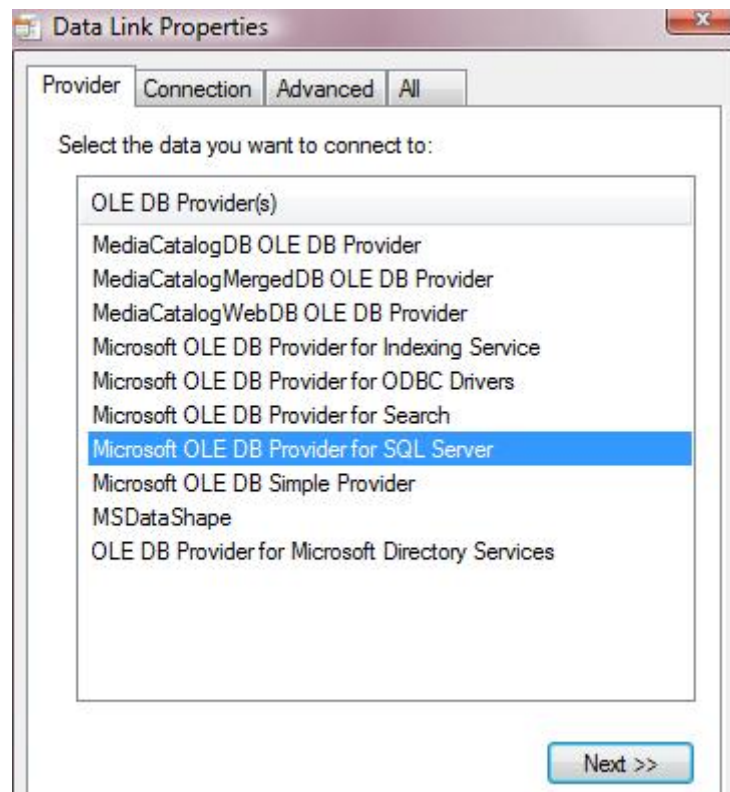 Data Link Properties
Provider Connection Advanced All
Select the data you want to connect to:
OLE DB Provider(s)
MediaCatalogDB OLE DB Provider
MediaCatalogMergedDB OLE DB Provider
MediaCatalogWebDB OLE DB Provider
Microsoft OLE DB Provider for Indexing Service
Microsoft OLE DB Provider for ODBC Drivers
Microsoft OLE DB Provider for Search
Microsoft OLE DB Provider for SQL Server
Microsoft OLE DB Simple Provider
MSDataShape
OLE DB Provider for Microsoft Directory Services
Next >>